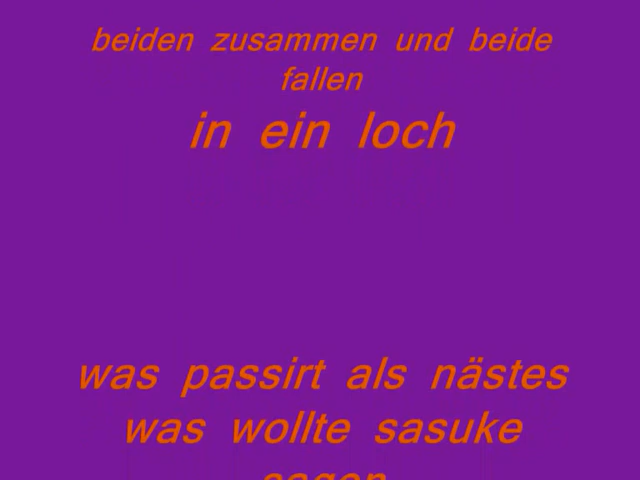 beiden zusammen und beide
fallen
in ein loch
was passirt als nästes
was wollte sasuke